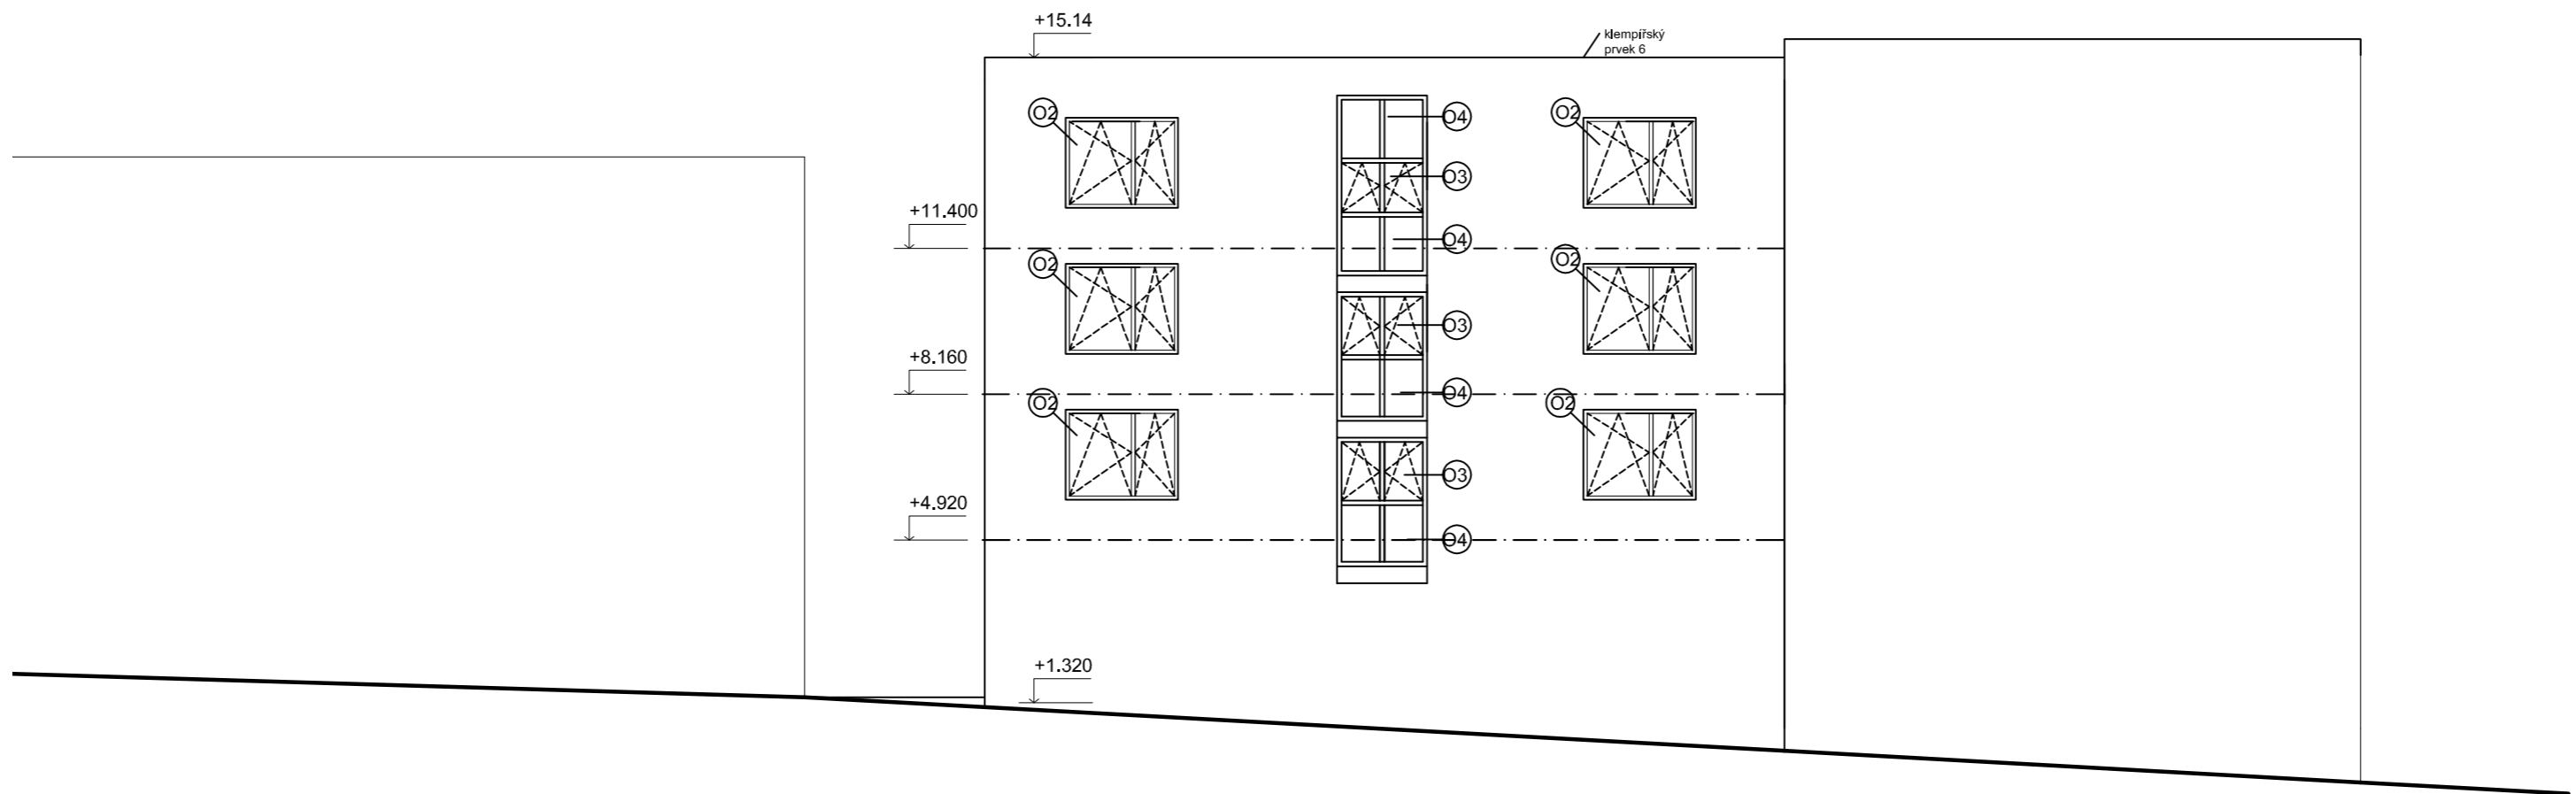 +15.14
klempířský
prvek 6
O2
O4
O2
O3
+11.400
O4
O2
O2
O3
+8.160
O4
O2
O2
O3
+4.920
O4
+1.320